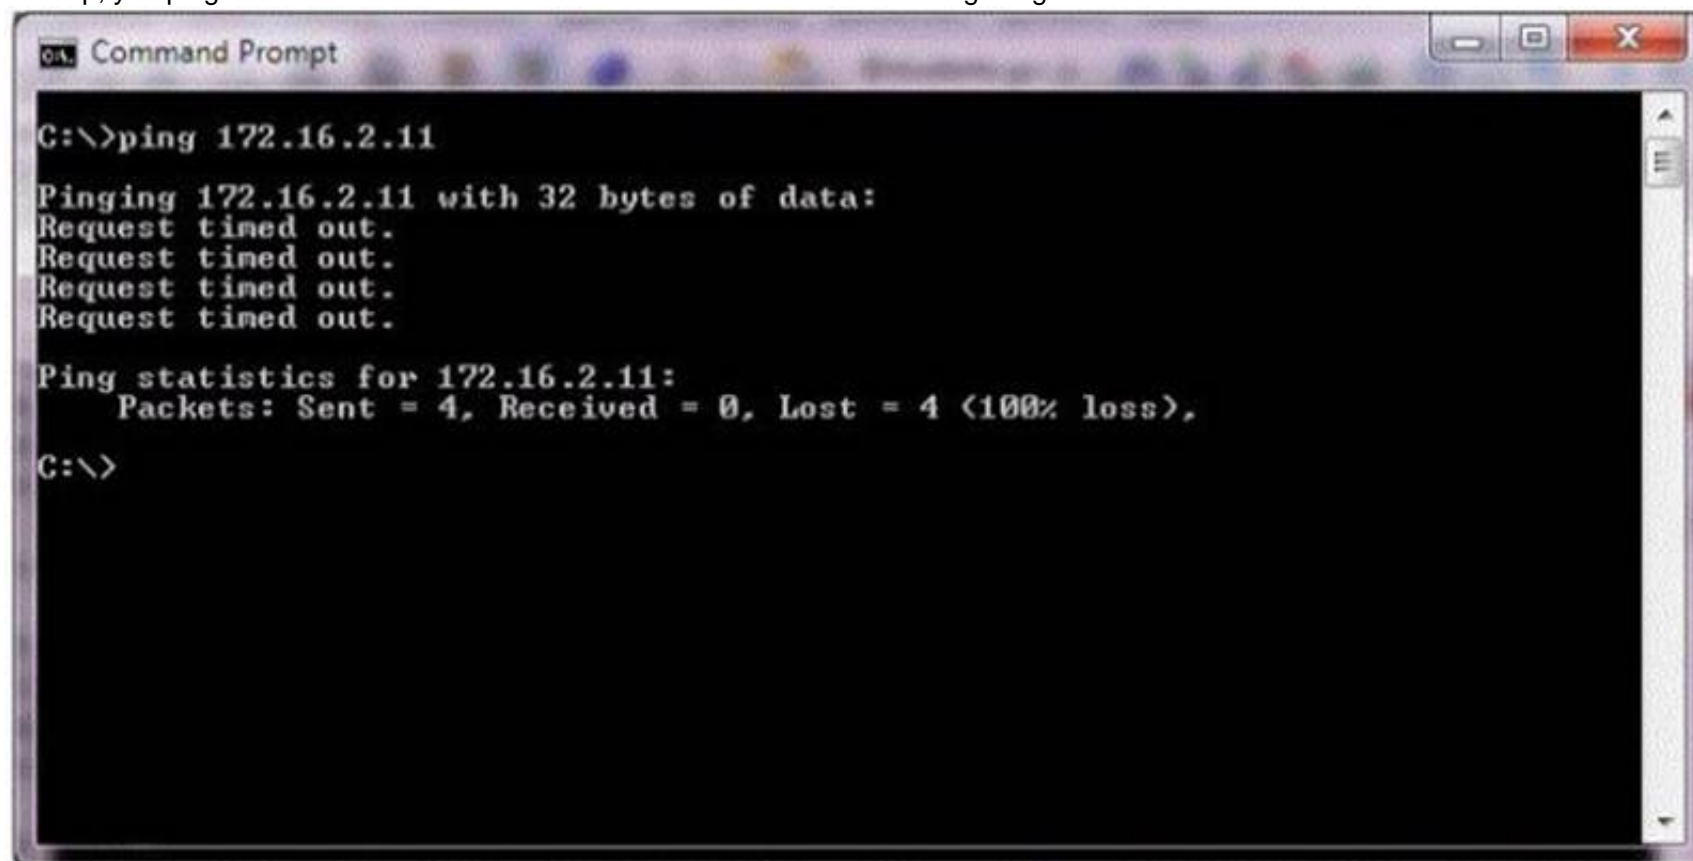 Command Prompt
C:\>ping 172.16.2.11
Pinging 172.16.2.11 with 32 bytes of data:
Request timed out.
Request timed out.
Request timed out.
Request timed out.
Ping statistics for 172.16.2.11:
Packets: Sent = 4, Received = 0, Lost = 4 (100% loss),
C:\>